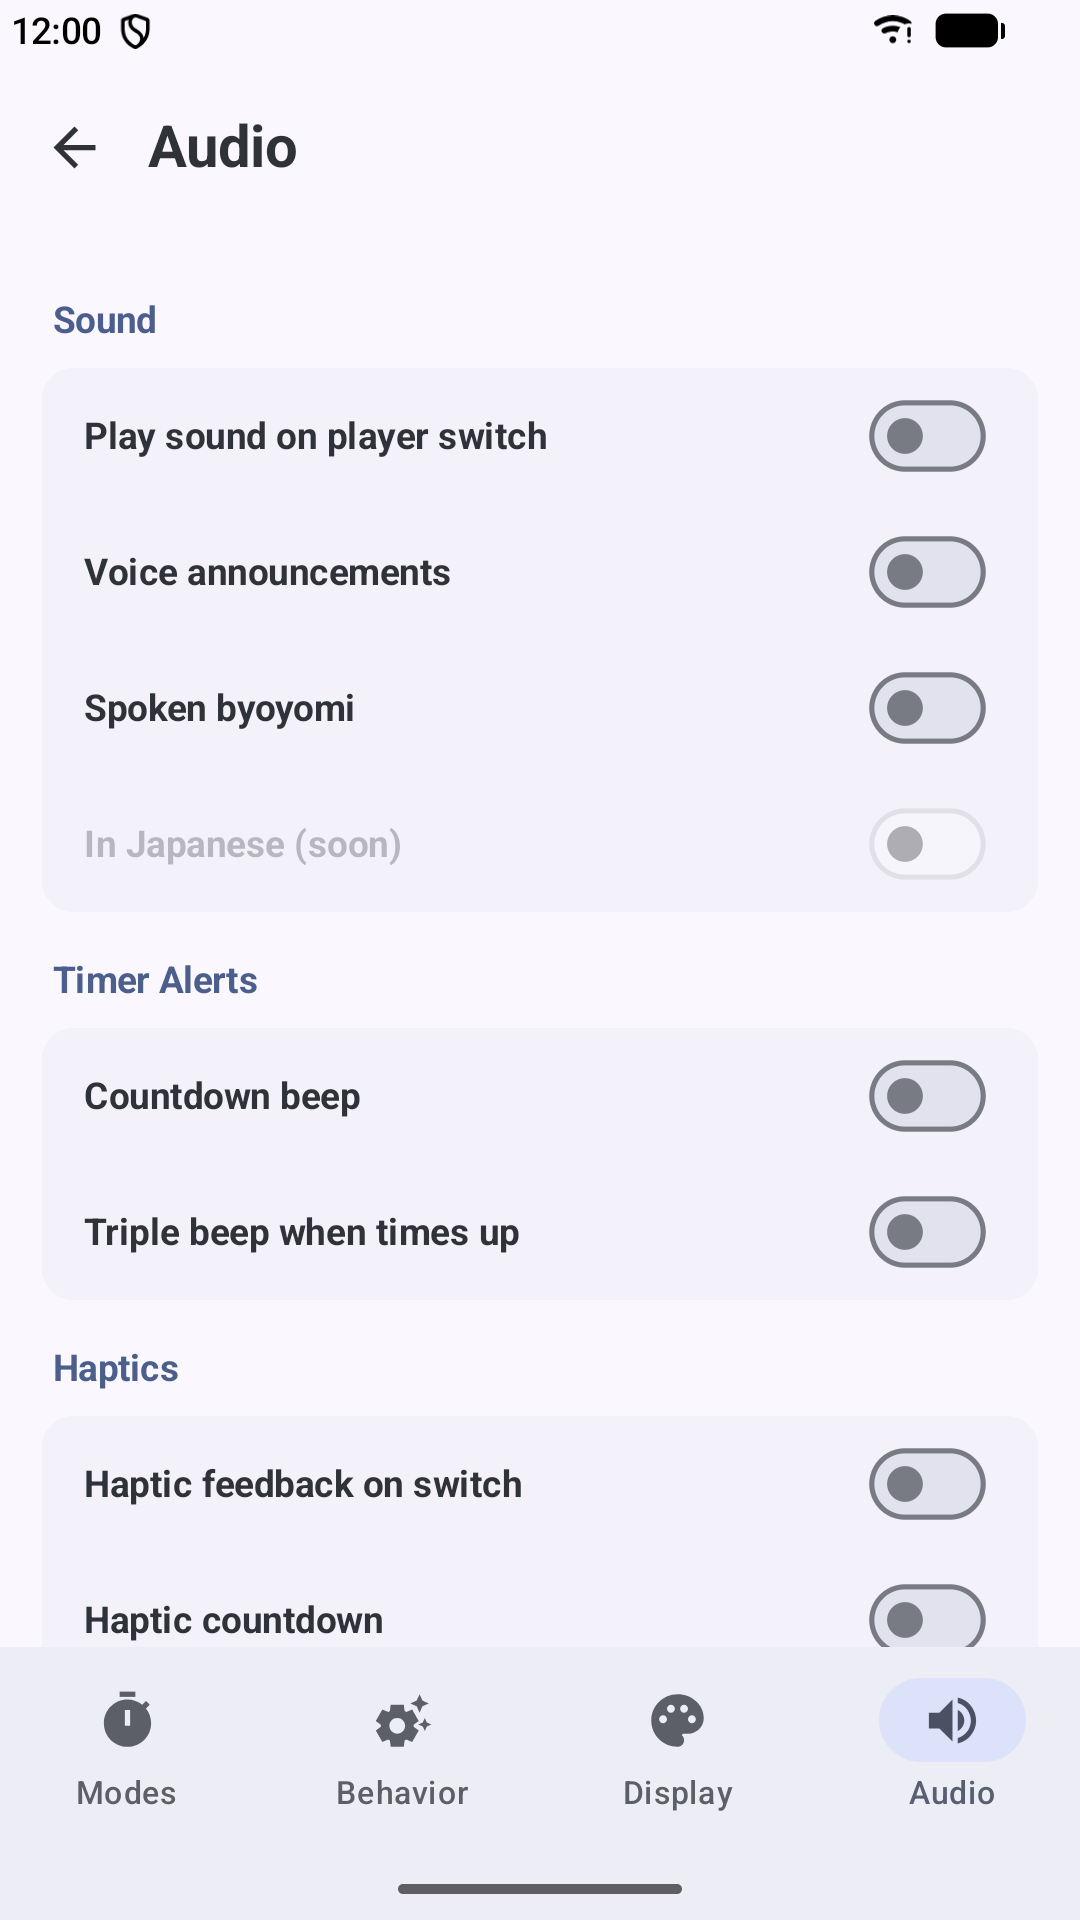 12:00
Audio
Sound
Play sound on player switch
Voice announcements
Spoken byoyomi
In Japanese (soon)
Timer Alerts
Countdown beep
Triple beep when times up
Haptics
Haptic feedback on switch
Haptic countdown
Modes
Behavior
Display
Audio